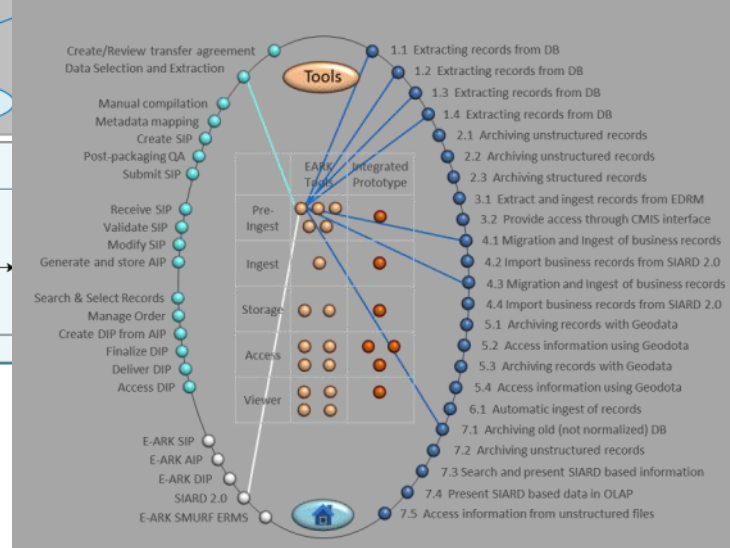 Tools
Create/Review transfer agreement
Data Selection and Extraction
Manual compilation
Metadata mapping
Create SIP
Post-packaging QA
Submit SIP
Receive SIP
Validate SIP
Modify SIP
Generate and store AIP
Search & Select Records
Manage Order
Create DIP from AIP
Finalize DIP
Deliver DIP
Access DIP
E-ARK SIP
E-ARK AIP
E-ARK DIP
SIARD 2.0
E-ARK SMURF ERMS
EARK
Tools
Integrated
Prototype
Pre-
Ingest
Ingest
Storage
Access
Viewer
1.1 Extracting records from DB
1.2 Extracting records from DB
1.3 Extracting records from DB
1.4 Extracting records from DB
2.1 Archiving unstructured records
2.2 Archiving unstructured records
2.3 Archiving structured records
3.1 Extract and ingest records from EDRM
3.2 Provide access through CMIS interface
4.1 Migration and Ingest of business records
4.2 Import business records from SIARD 2.0
4.3 Migration and Ingest of business records
4.4 Import business records from SIARD 2.0
5.1 Archiving records with Geodata
5.2 Access information using Geodota
5.3 Archiving records with Geodata
5.4 Access information using Geodota
6.1 Automatic ingest of records
7.1 Archiving old (not normalized) DB
7.2 Archiving unstructured records
7.3 Search and present SIARD based information
7.4 Present SIARD based data in OLAP
7.5 Access information from unstructured files